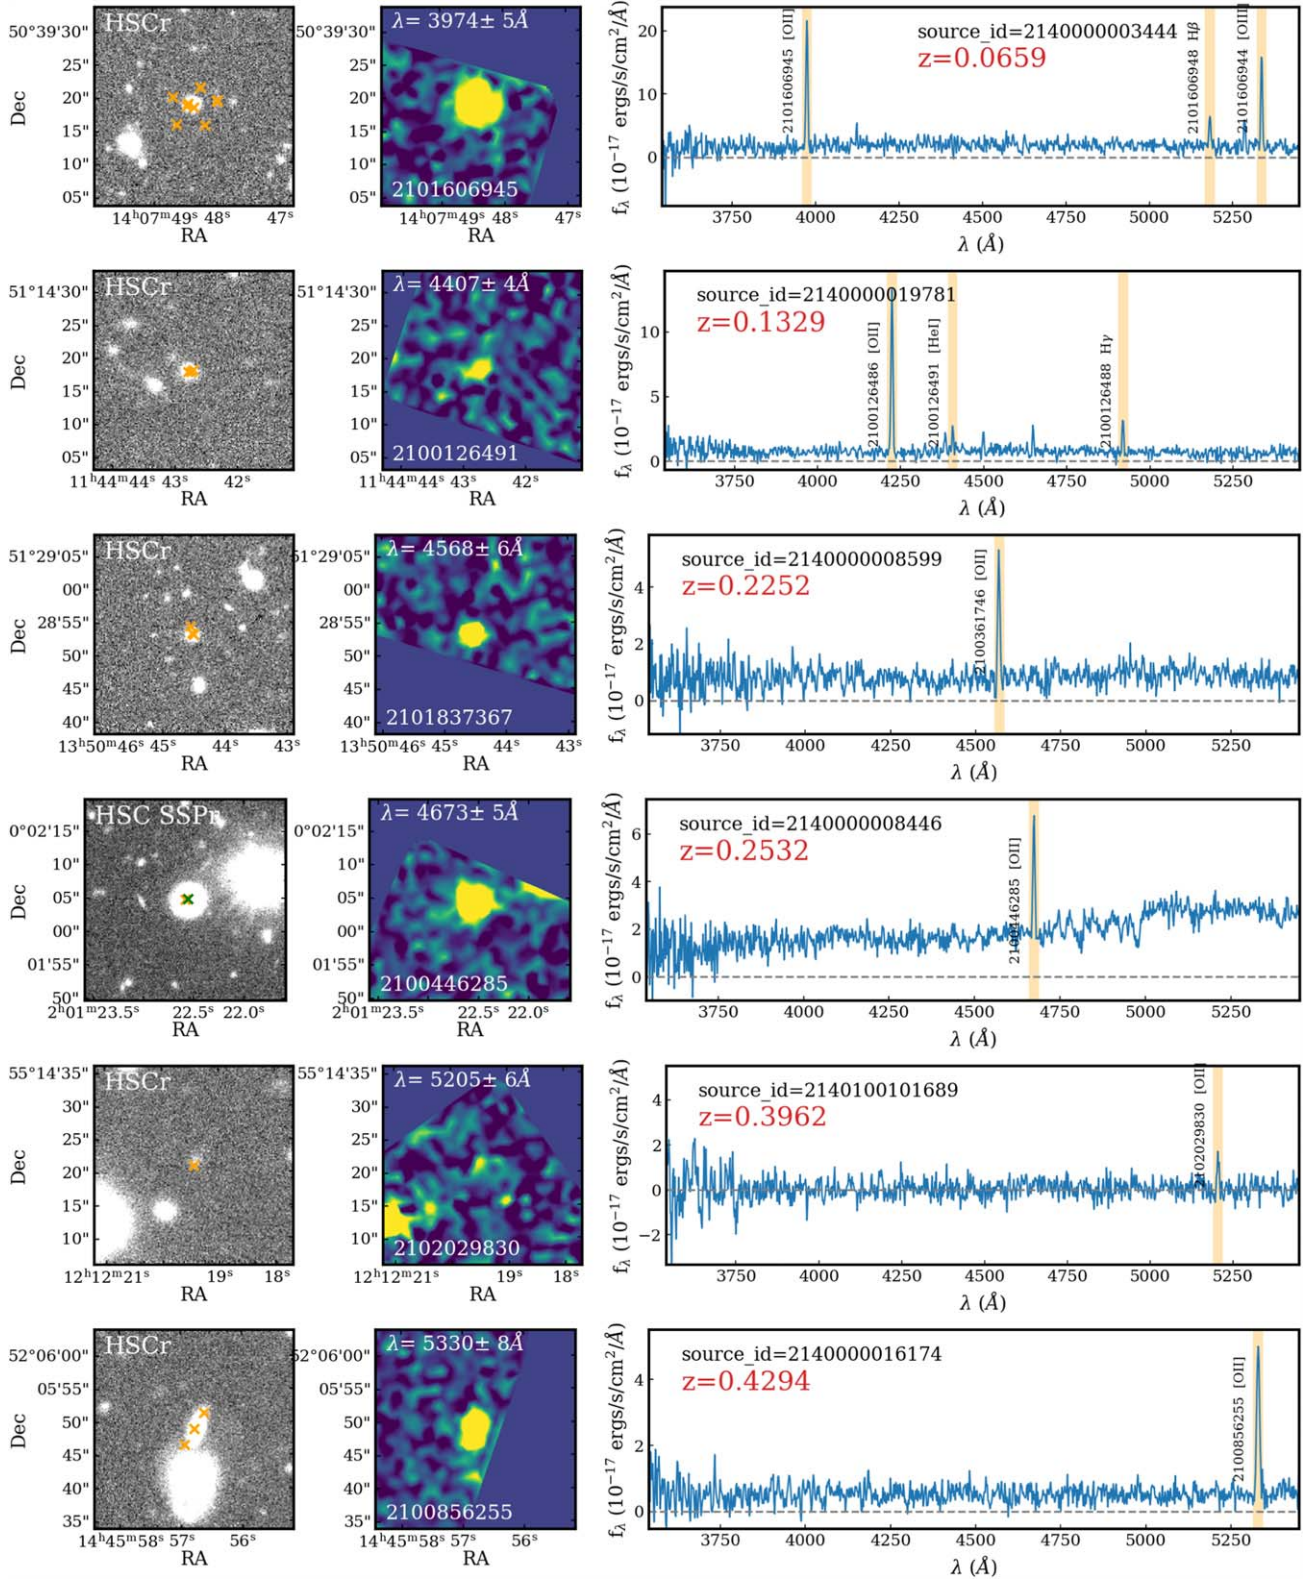 HSCr
50°39'30"
25"
20"
15"
10"
05"
Dec
14ʰ07ᵐ49ˢ 48ˢ 47ˢ
RA
λ= 3974± 5Å
50°39'30"
25"
20"
15"
10"
05"
2101606945
14ʰ07ᵐ49ˢ 48ˢ 47ˢ
RA
source_id=2140000003444
z=0.0659
2101606945 [OII]
2101606948 Hβ
2101606944 [OIII]
fλ (10⁻¹⁷ ergs/s/cm²/Å)
20
10
0
3750 4000 4250 4500 4750 5000 5250
λ (Å)
HSCr
51°14'30"
25"
20"
15"
10"
05"
Dec
11ʰ44ᵐ44ˢ 43ˢ 42ˢ
RA
λ= 4407± 4Å
51°14'30"
25"
20"
15"
10"
05"
2100126491
11ʰ44ᵐ44ˢ 43ˢ 42ˢ
RA
source_id=2140000019781
z=0.1329
2100126486 [OII]
2100126491 [HeI]
2100126488 Hγ
fλ (10⁻¹⁷ ergs/s/cm²/Å)
10
5
0
3750 4000 4250 4500 4750 5000 5250
λ (Å)
HSCr
51°29'05"
00"
28'55"
50"
45"
40"
Dec
13ʰ50ᵐ46ˢ 45ˢ 44ˢ 43ˢ
RA
λ= 4568± 6Å
51°29'05"
00"
28'55"
50"
45"
40"
2101837367
13ʰ50ᵐ46ˢ 45ˢ 44ˢ 43ˢ
RA
source_id=2140000008599
z=0.2252
2100361746 [OII]
fλ (10⁻¹⁷ ergs/s/cm²/Å)
4
2
0
3750 4000 4250 4500 4750 5000 5250
λ (Å)
HSC SSPr
0°02'15"
10"
05"
00"
01'55"
50"
Dec
2ʰ01ᵐ23.5ˢ 22.5ˢ 22.0ˢ
RA
λ= 4673± 5Å
0°02'15"
10"
05"
00"
01'55"
50"
2100446285
2ʰ01ᵐ23.5ˢ 22.5ˢ 22.0ˢ
RA
source_id=2140000008446
z=0.2532
2100446285 [OII]
fλ (10⁻¹⁷ ergs/s/cm²/Å)
6
4
2
0
3750 4000 4250 4500 4750 5000 5250
λ (Å)
HSCr
55°14'35"
30"
25"
20"
15"
10"
Dec
12ʰ12ᵐ21ˢ 19ˢ 18ˢ
RA
λ= 5205± 6Å
55°14'35"
30"
25"
20"
15"
10"
2102029830
12ʰ12ᵐ21ˢ 19ˢ 18ˢ
RA
source_id=2140100101689
z=0.3962
2102029830 [OII]
fλ (10⁻¹⁷ ergs/s/cm²/Å)
4
2
0
−2
3750 4000 4250 4500 4750 5000 5250
λ (Å)
HSCr
52°06'00"
05'55"
50"
45"
40"
35"
Dec
14ʰ45ᵐ58ˢ 57ˢ 56ˢ
RA
λ= 5330± 8Å
52°06'00"
05'55"
50"
45"
40"
35"
2100856255
14ʰ45ᵐ58ˢ 57ˢ 56ˢ
RA
source_id=2140000016174
z=0.4294
2100856255 [OII]
fλ (10⁻¹⁷ ergs/s/cm²/Å)
4
2
0
3750 4000 4250 4500 4750 5000 5250
λ (Å)